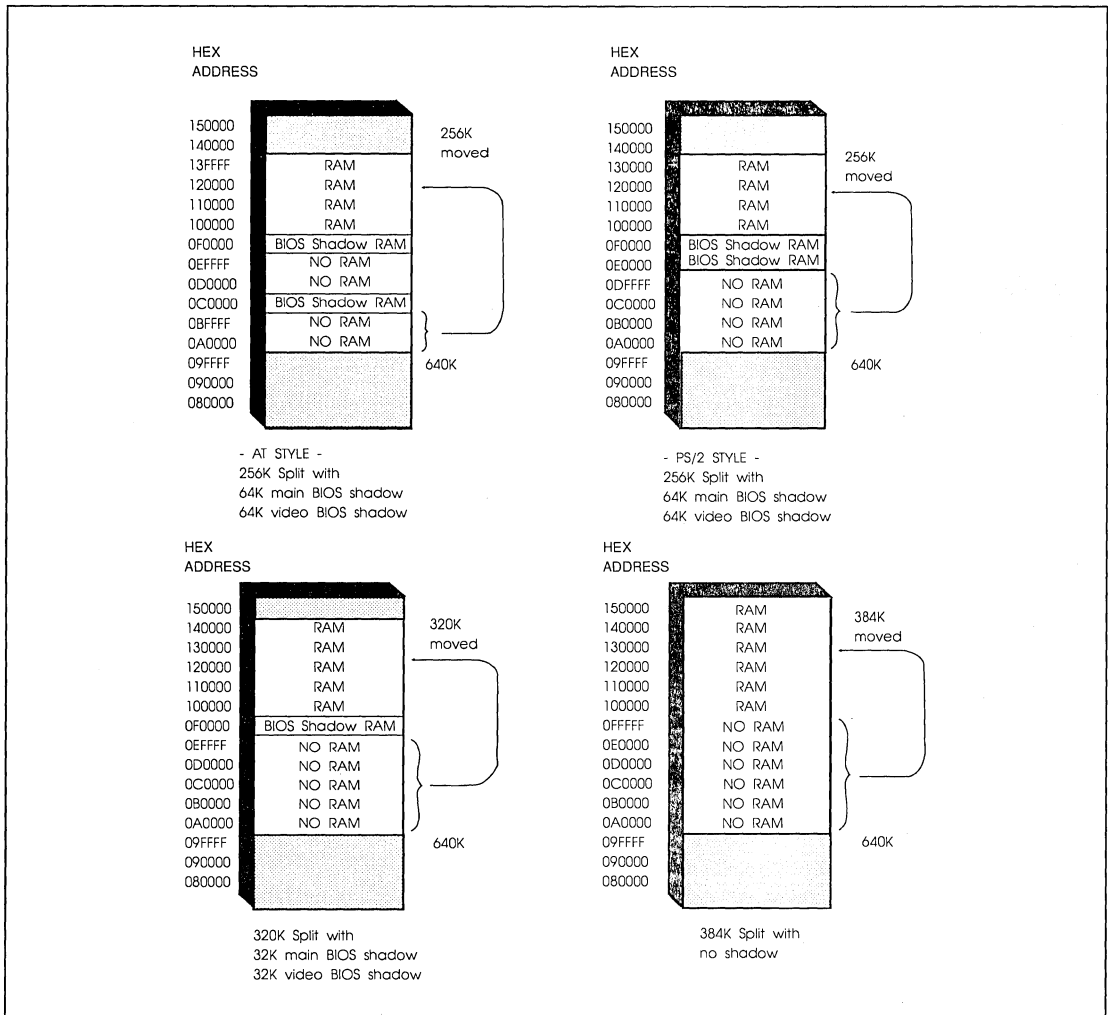 HEX
ADDRESS
150000
140000
13FFFF
120000
110000
100000
0F0000
0EFFFF
0D0000
0C0000
0BFFFF
0A0000
09FFFF
090000
080000
RAM
RAM
RAM
RAM
BIOS Shadow RAM
NO RAM
NO RAM
BIOS Shadow RAM
NO RAM
NO RAM
256K
moved
640K
- AT STYLE -
256K Split with
64K main BIOS shadow
64K video BIOS shadow
HEX
ADDRESS
150000
140000
130000
120000
110000
100000
0F0000
0E0000
0DFFFF
0C0000
0B0000
0A0000
09FFFF
090000
080000
RAM
RAM
RAM
RAM
BIOS Shadow RAM
BIOS Shadow RAM
NO RAM
NO RAM
NO RAM
NO RAM
256K
moved
640K
- PS/2 STYLE -
256K Split with
64K main BIOS shadow
64K video BIOS shadow
HEX
ADDRESS
150000
140000
130000
120000
110000
100000
0F0000
0EFFFF
0D0000
0C0000
0B0000
0A0000
09FFFF
090000
080000
RAM
RAM
RAM
RAM
RAM
BIOS Shadow RAM
NO RAM
NO RAM
NO RAM
NO RAM
NO RAM
320K
moved
640K
320K Split with
32K main BIOS shadow
32K video BIOS shadow
HEX
ADDRESS
150000
140000
130000
120000
110000
100000
0FFFFF
0E0000
0D0000
0C0000
0B0000
0A0000
09FFFF
090000
080000
RAM
RAM
RAM
RAM
RAM
RAM
NO RAM
NO RAM
NO RAM
NO RAM
NO RAM
NO RAM
384K
moved
640K
384K Split with
no shadow